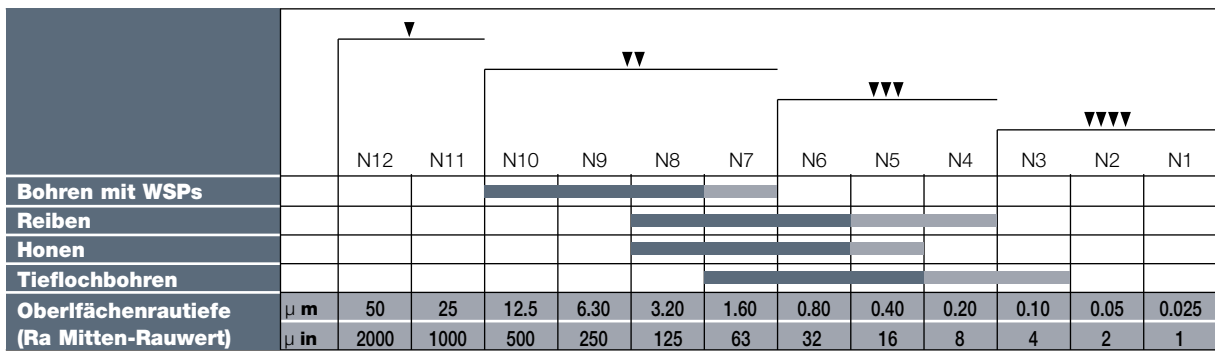 ▼
▼▼
▼▼▼
▼▼▼▼
N12 N11 N10 N9 N8 N7 N6 N5 N4 N3 N2 N1
Bohren mit WSPs
Reiben
Honen
Tieflochbohren
Oberlfächenrautiefe µ m 50 25 12.5 6.30 3.20 1.60 0.80 0.40 0.20 0.10 0.05 0.025
(Ra Mitten-Rauwert) µ in 2000 1000 500 250 125 63 32 16 8 4 2 1